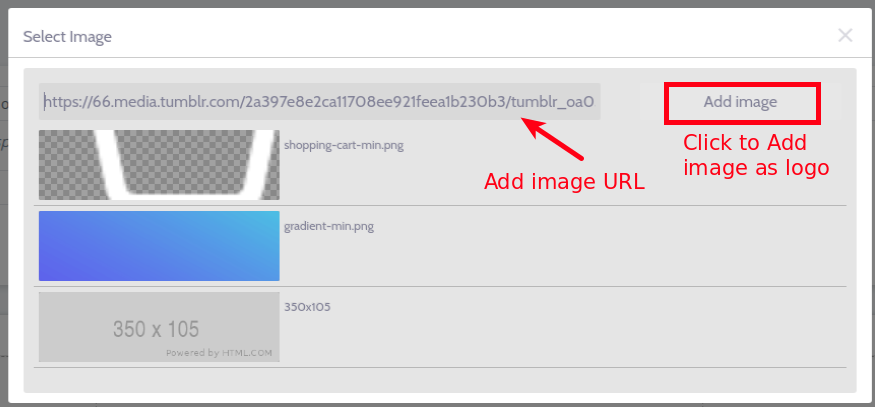 Select Image
https://66.media.tumblr.com/2a397e8e2ca11708ee921feea1b230b3/tumblr_oa0
Add image
shopping-cart-min.png
Click to Add
image as logo
Add image URL
gradient-min.png
350x105
350 x 105
Powered by HTML.COM